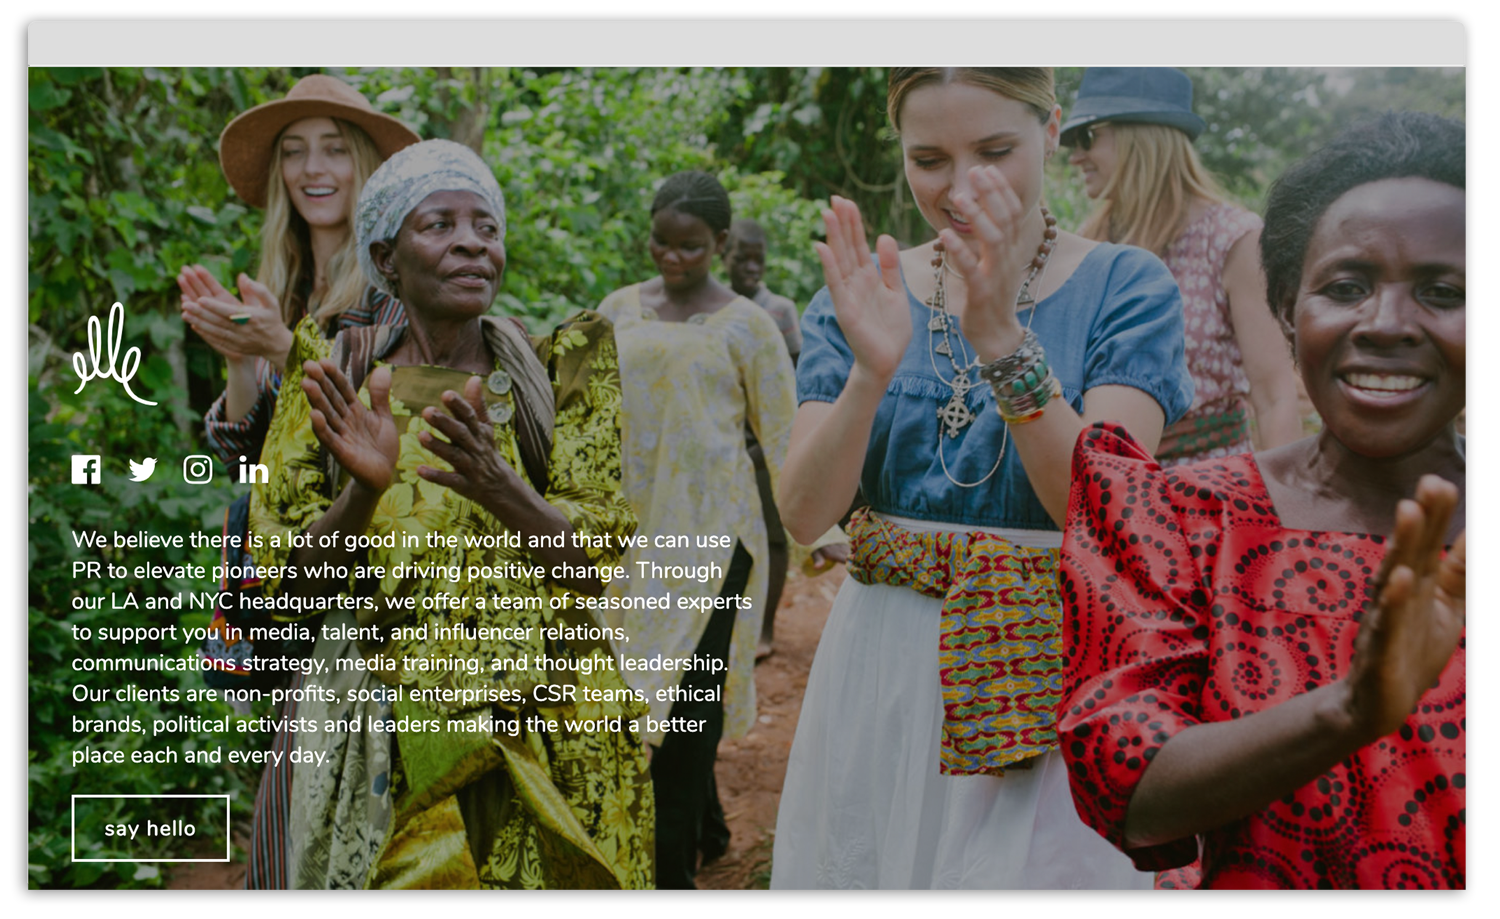 elle
We believe there is a lot of good in the world and that we can use
PR to elevate pioneers who are driving positive change. Through
our LA and NYC headquarters, we offer a team of seasoned experts
to support you in media, talent, and influencer relations,
communications strategy, media training, and thought leadership.
Our clients are non-profits, social enterprises, CSR teams, ethical
brands, political activists and leaders making the world a better
place each and every day.
say hello